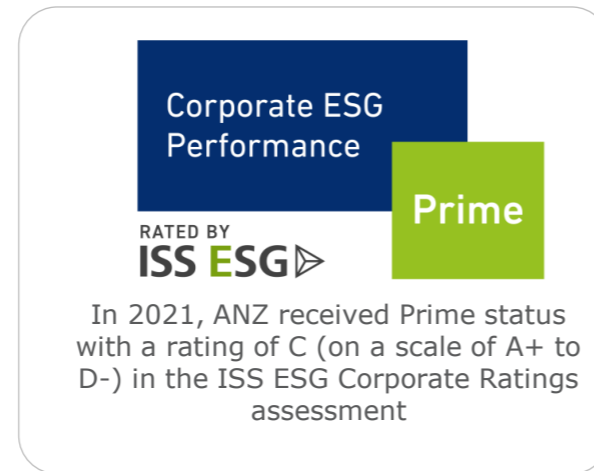 Corporate ESG
Performance
Prime
RATED BY
ISS ESG
In 2021, ANZ received Prime status
with a rating of C (on a scale of A+ to
D-) in the ISS ESG Corporate Ratings
assessment